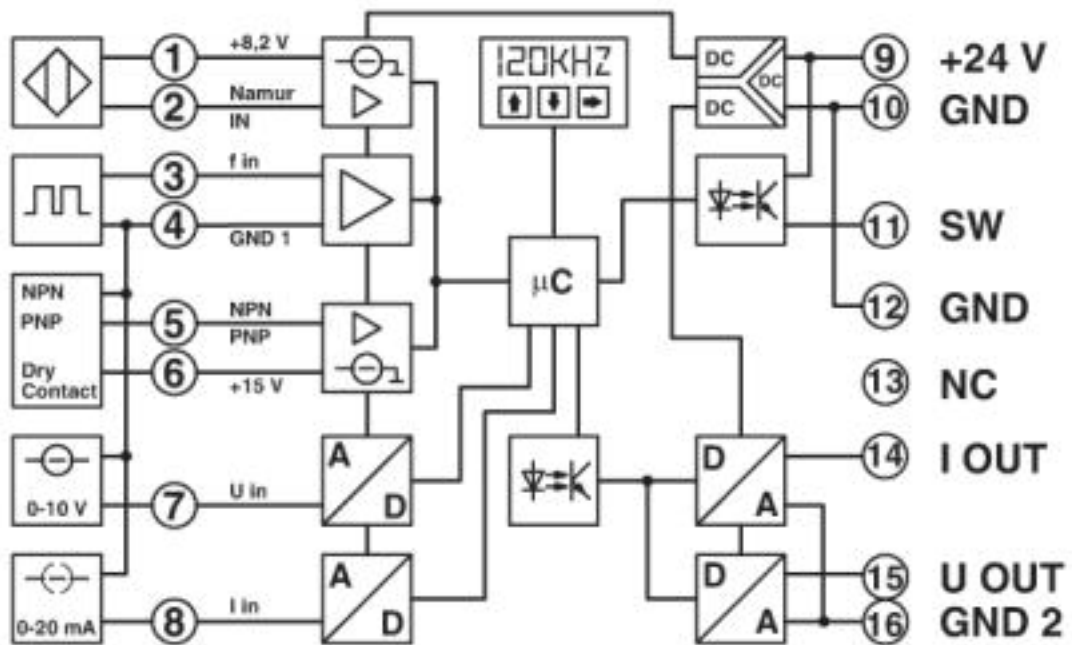 1 +8,2 V
2 Namur
IN
120KHZ
DC
DC
DC
9 +24 V
10 GND
3 f in
4 GND 1
11 SW
µC
NPN
PNP
Dry
Contact
5 NPN
PNP
6 +15 V
12 GND
13 NC
0-10 V
7 U in
A
D
D
A
14 I OUT
0-20 mA
8 I in
A
D
D
A
15 U OUT
16 GND 2